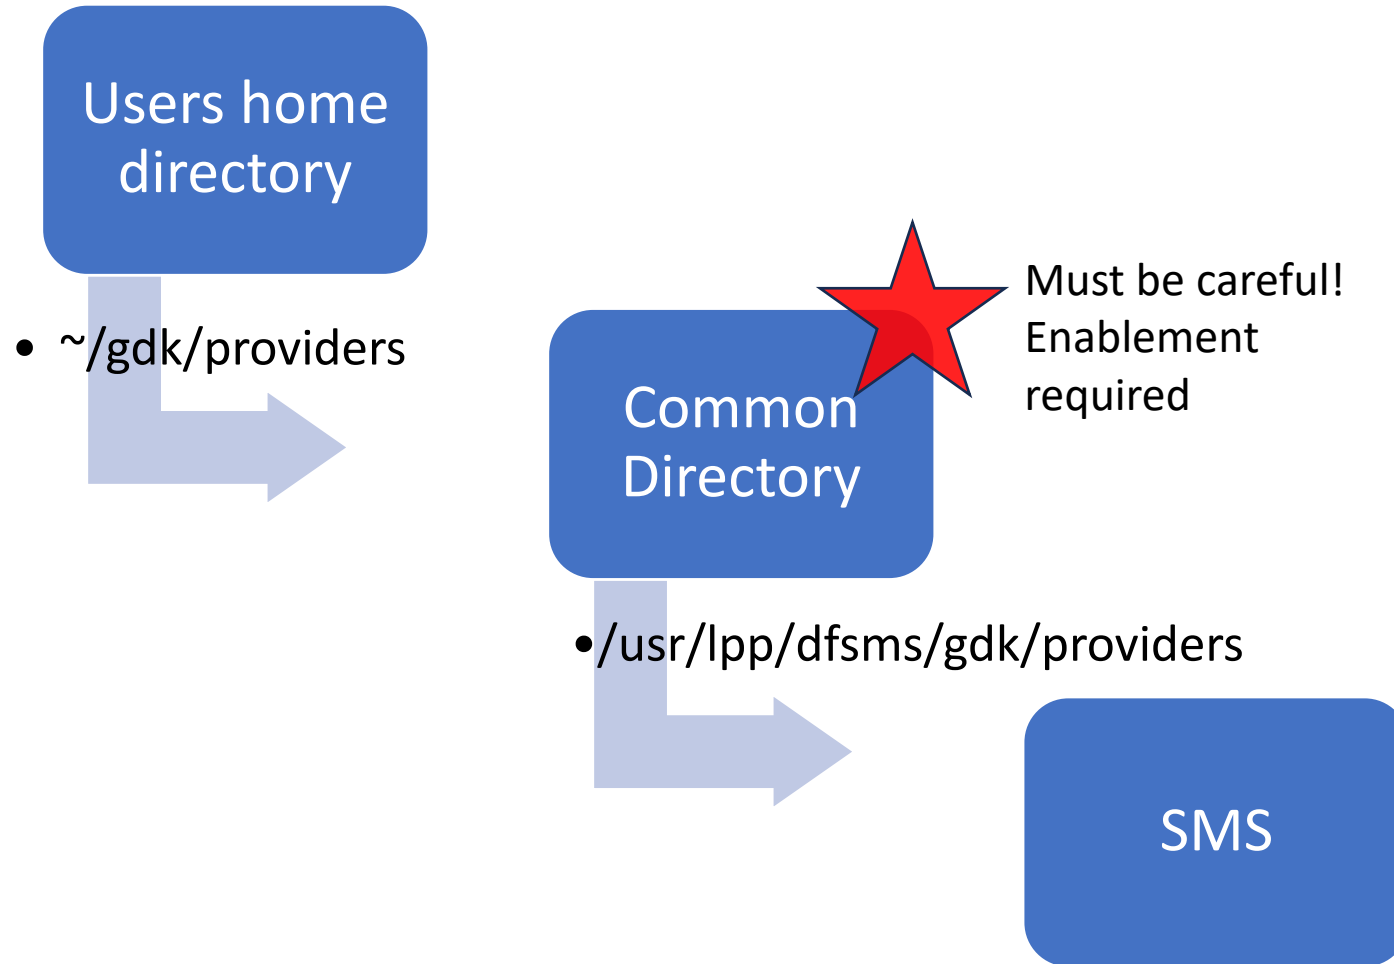 Users home
directory
• ~/gdk/providers
Must be careful!
Enablement
required
Common
Directory
•/usr/lpp/dfsms/gdk/providers
SMS